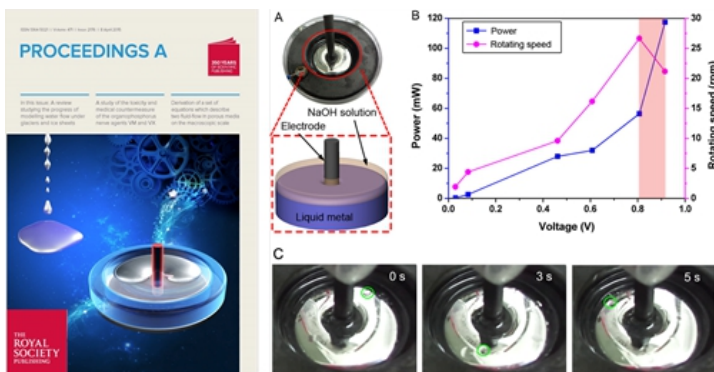 PROCEEDINGS A
350 YEARS
OF SCIENTIFIC
PUBLISHING
In this issue: A review
studying the progress of
modelling water flow under
glaciers and ice sheets
A study of the toxicity and
medical countermeasure
of the organophosphorus
nerve agents VM and VX
Derivation of a set of
equations which describe
two fluid flow in porous media
on the macroscopic scale
THE
ROYAL
SOCIETY
PUBLISHING
A
NaOH solution
Electrode
Liquid metal
B
Power
Rotating speed
Power (mW)
120
100
80
60
40
20
0
Rotating speed (rpm)
30
25
20
15
10
5
0
0.0 0.2 0.4 0.6 0.8 1.0
Voltage (V)
C
0 s
3 s
5 s